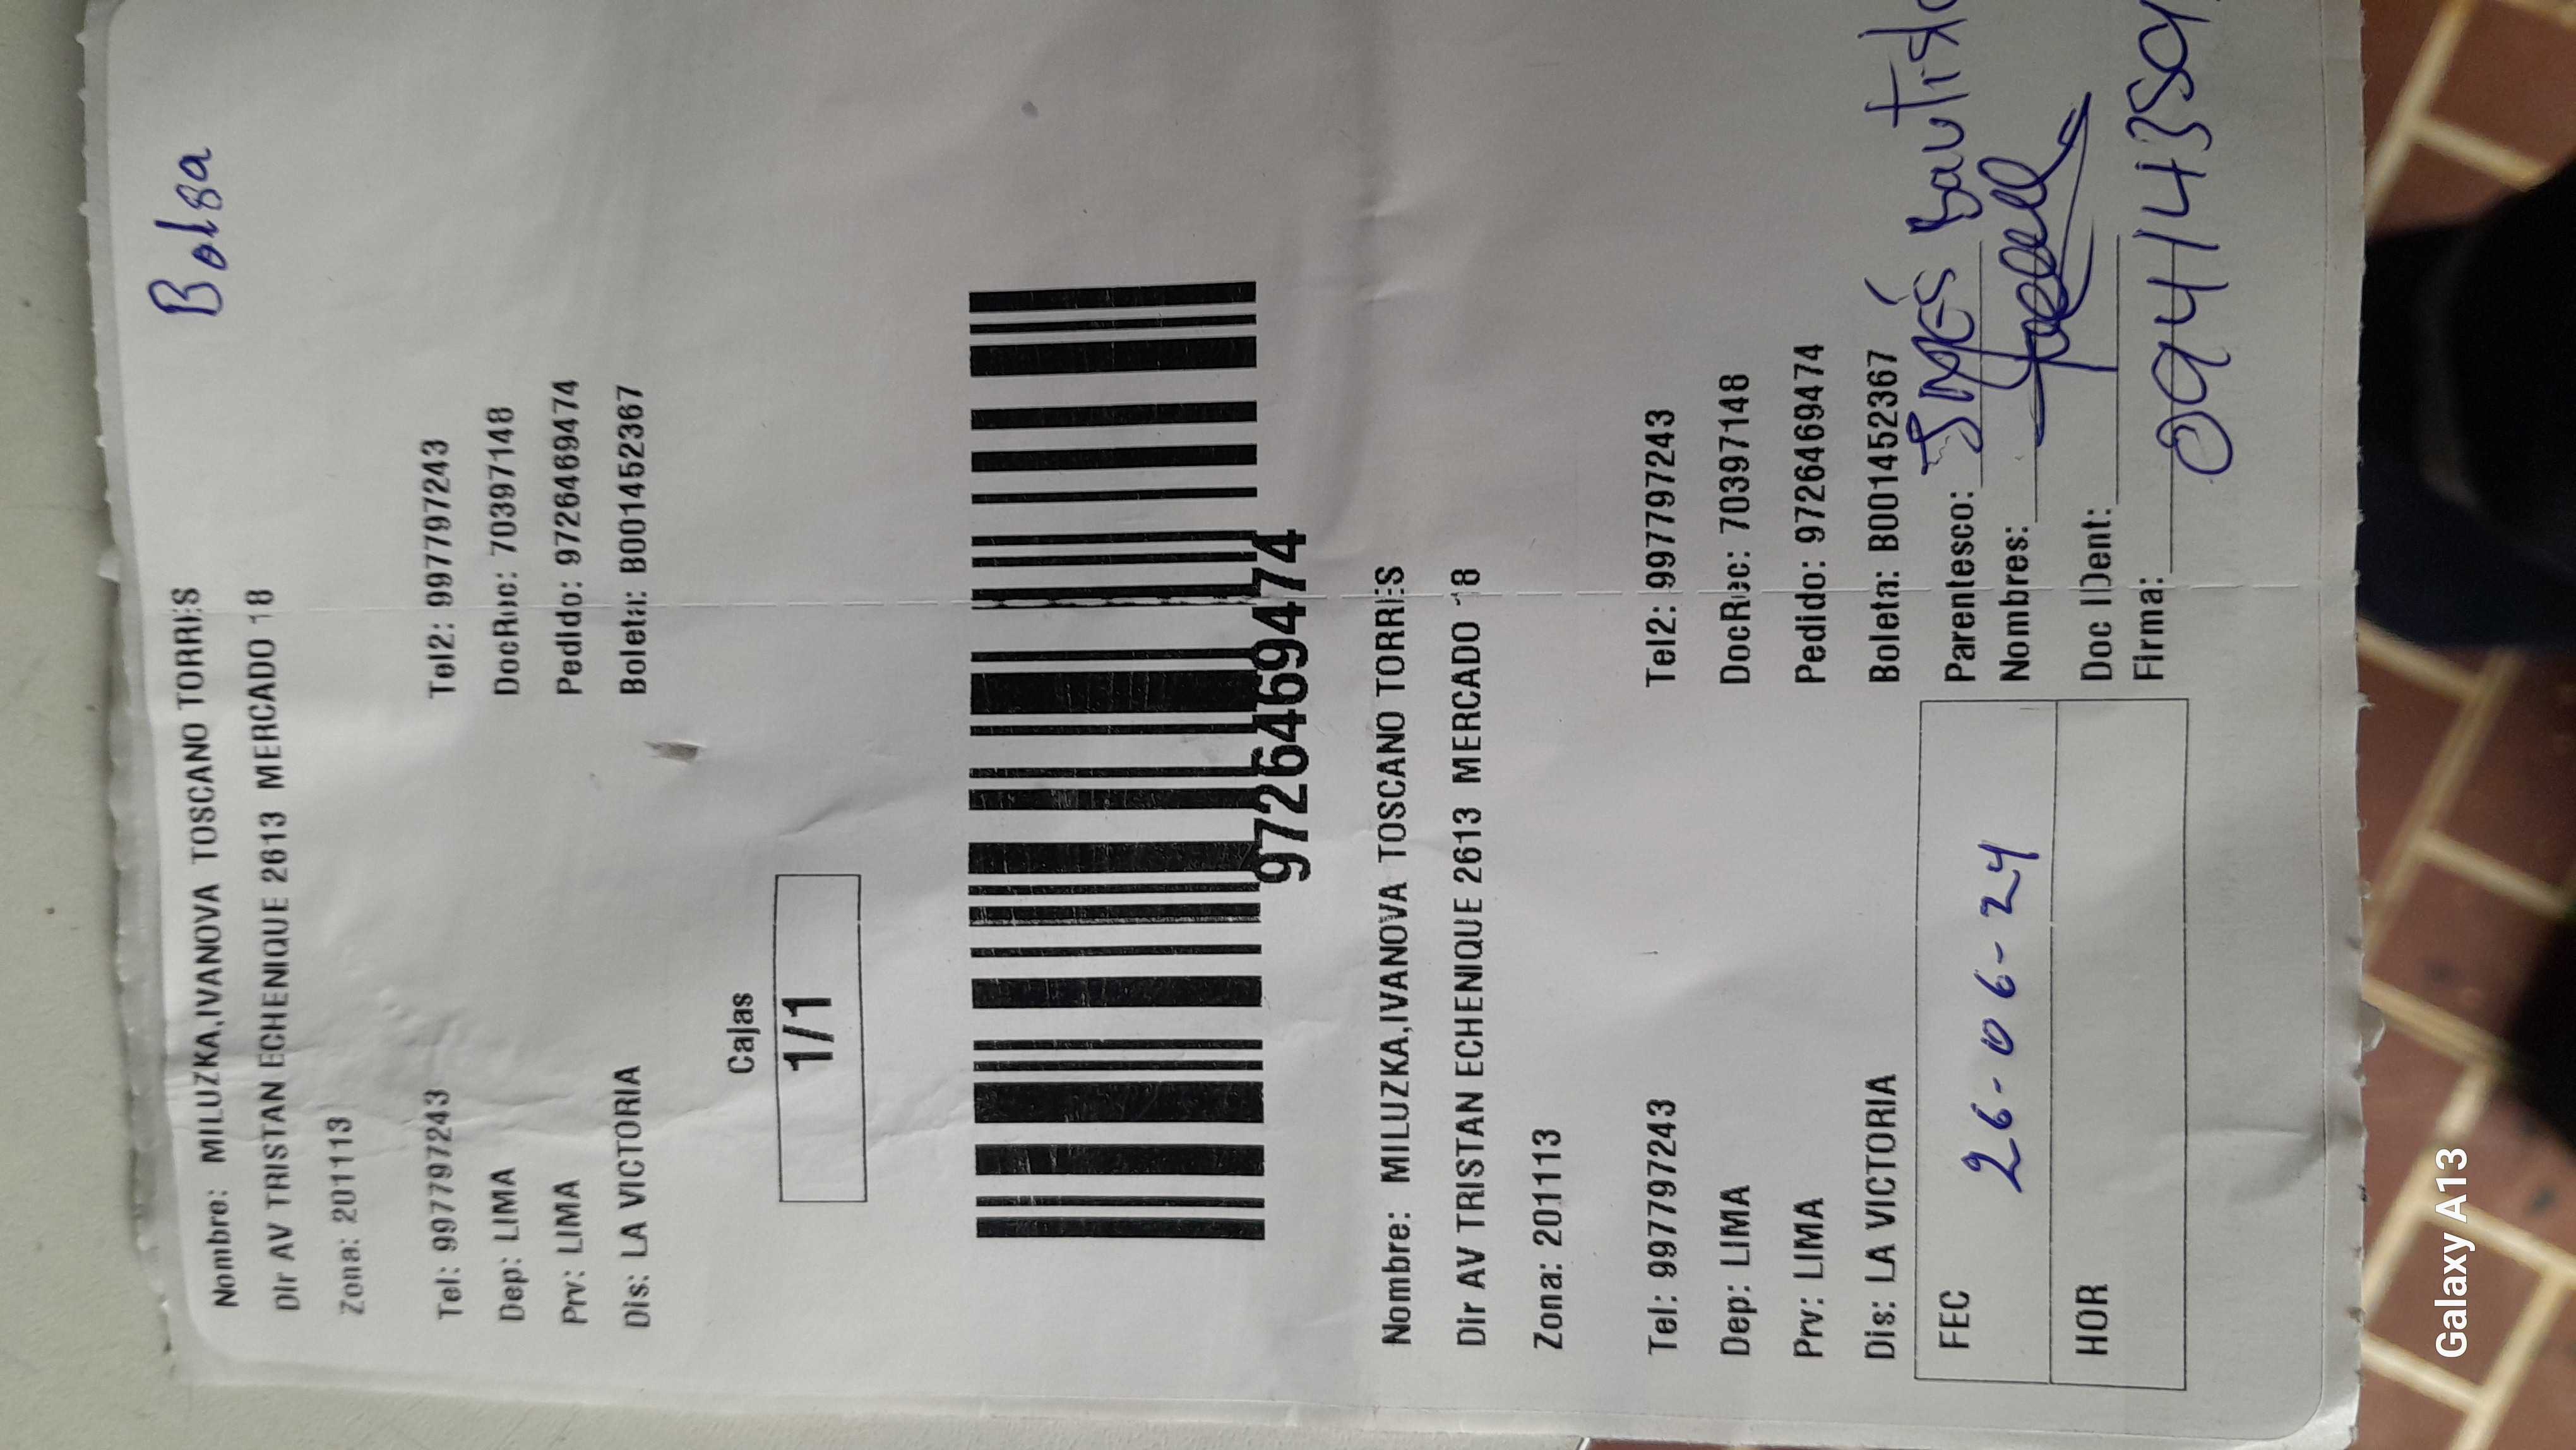 Bolsa
Nombre: MILUZKA,IVANOVA TOSCANO TORRES
Dir AV TRISTAN ECHENIQUE 2613 MERCADO 18
Zona: 201113
Tel: 997797243 Tel2: 997797243
Dep: LIMA DocRec: 70397148
Prv: LIMA Pedido: 9726469474
Dis: LA VICTORIA Boleta: B001452367
Cajas
1/1
9726469474
Nombre: MILUZKA,IVANOVA TOSCANO TORRES
Dir AV TRISTAN ECHENIQUE 2613 MERCADO 18
Zona: 201113
Tel: 997797243 Tel2: 997797243
Dep: LIMA DocRec: 70397148
Prv: LIMA Pedido: 9726469474
Dis: LA VICTORIA Boleta: B001452367
FEC 26-06-24
HOR
Parentesco:
Nombres:
Doc IDent:
Firma:
Galaxy A13